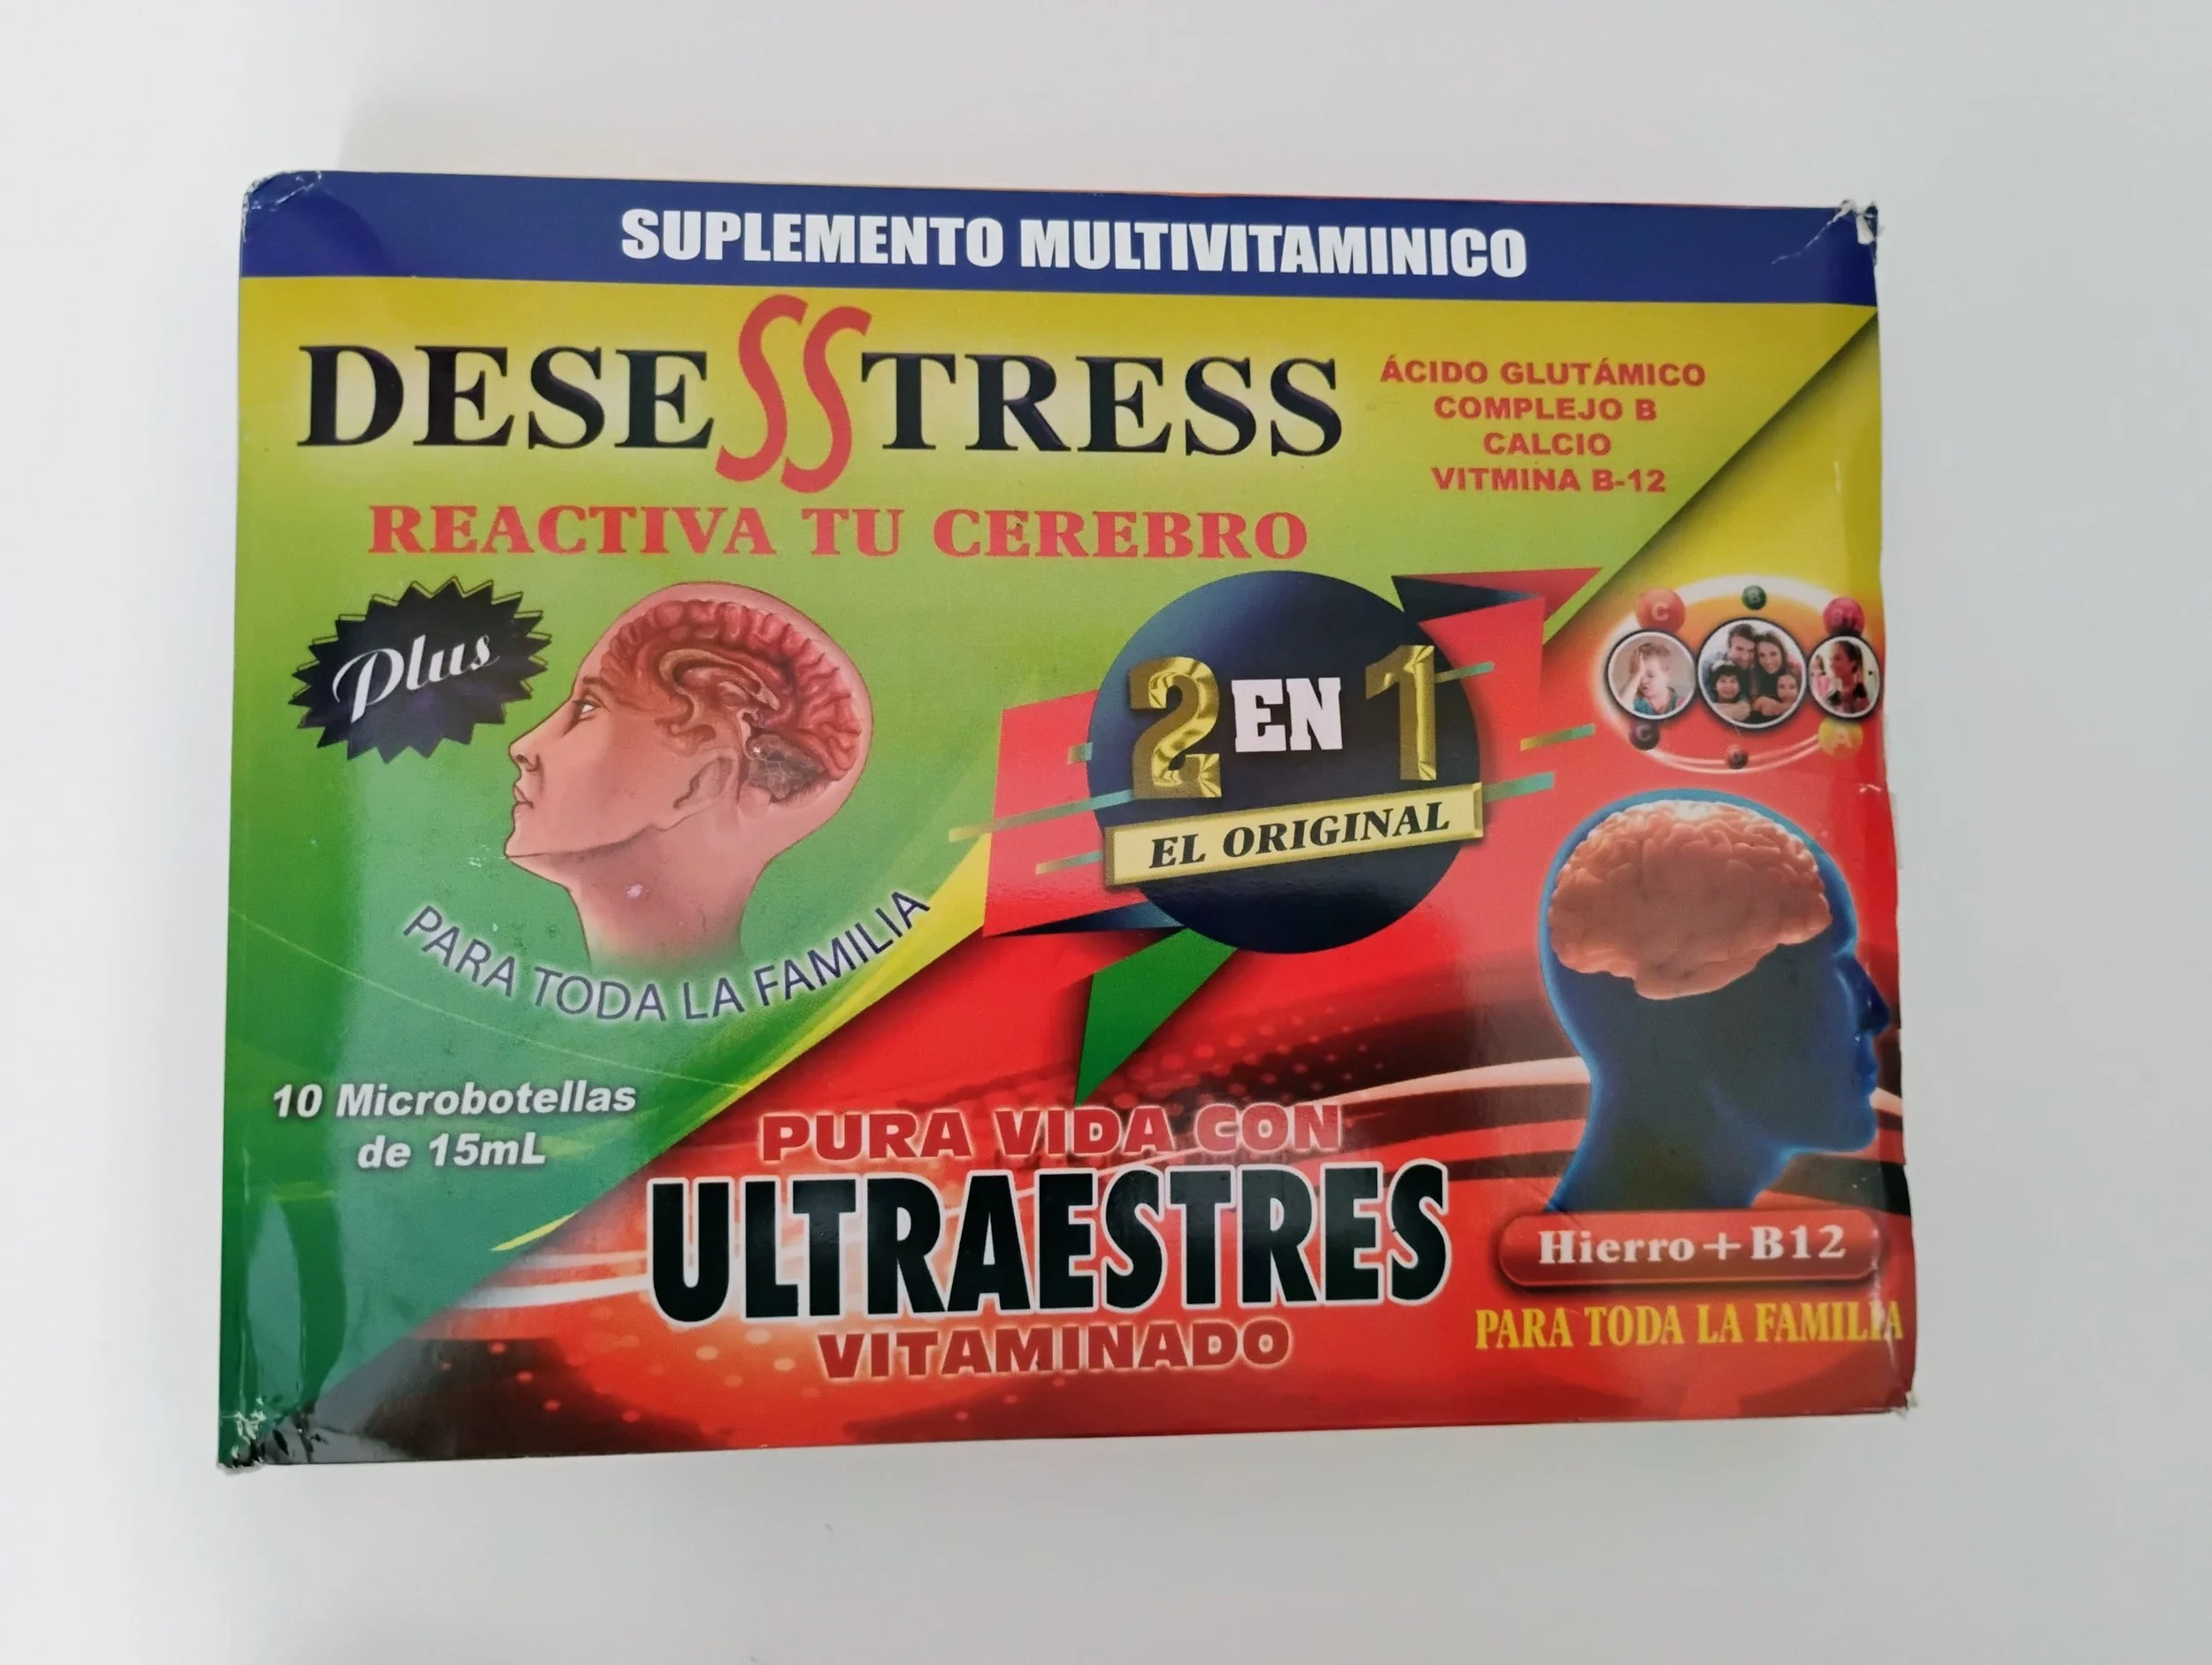 SUPLEMENTO MULTIVITAMINICO
DESESSTRESS
ÁCIDO GLUTÁMICO
COMPLEJO B
CALCIO
VITMINA B-12
REACTIVA TU CEREBRO
Plus
2 EN 1
EL ORIGINAL
C
B
C
A
PARA TODA LA FAMILIA
10 Microbotellas
de 15mL
PURA VIDA CON
ULTRAESTRES
VITAMINADO
Hierro+B12
PARA TODA LA FAMILIA